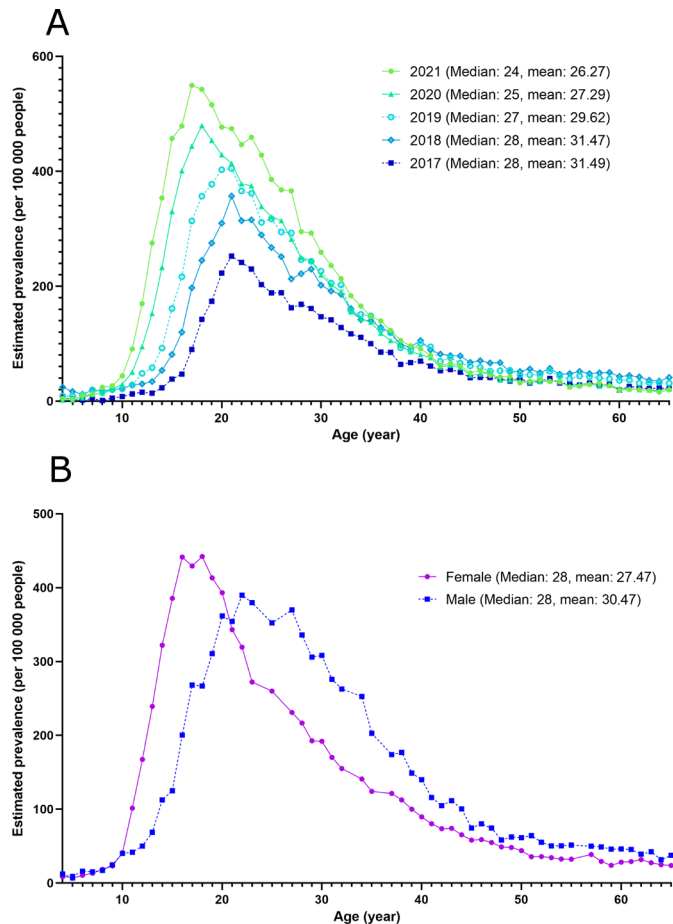 A
600
2021 (Median: 24, mean: 26.27)
2020 (Median: 25, mean: 27.29)
2019 (Median: 27, mean: 29.62)
2018 (Median: 28, mean: 31.47)
2017 (Median: 28, mean: 31.49)
400
200
0
Estimated prevalence (per 100 000 people)
10 20 30 40 50 60
Age (year)
B
500
Female (Median: 28, mean: 27.47)
Male (Median: 28, mean: 30.47)
400
300
200
100
0
Estimated prevalence (per 100 000 people)
10 20 30 40 50 60
Age (year)